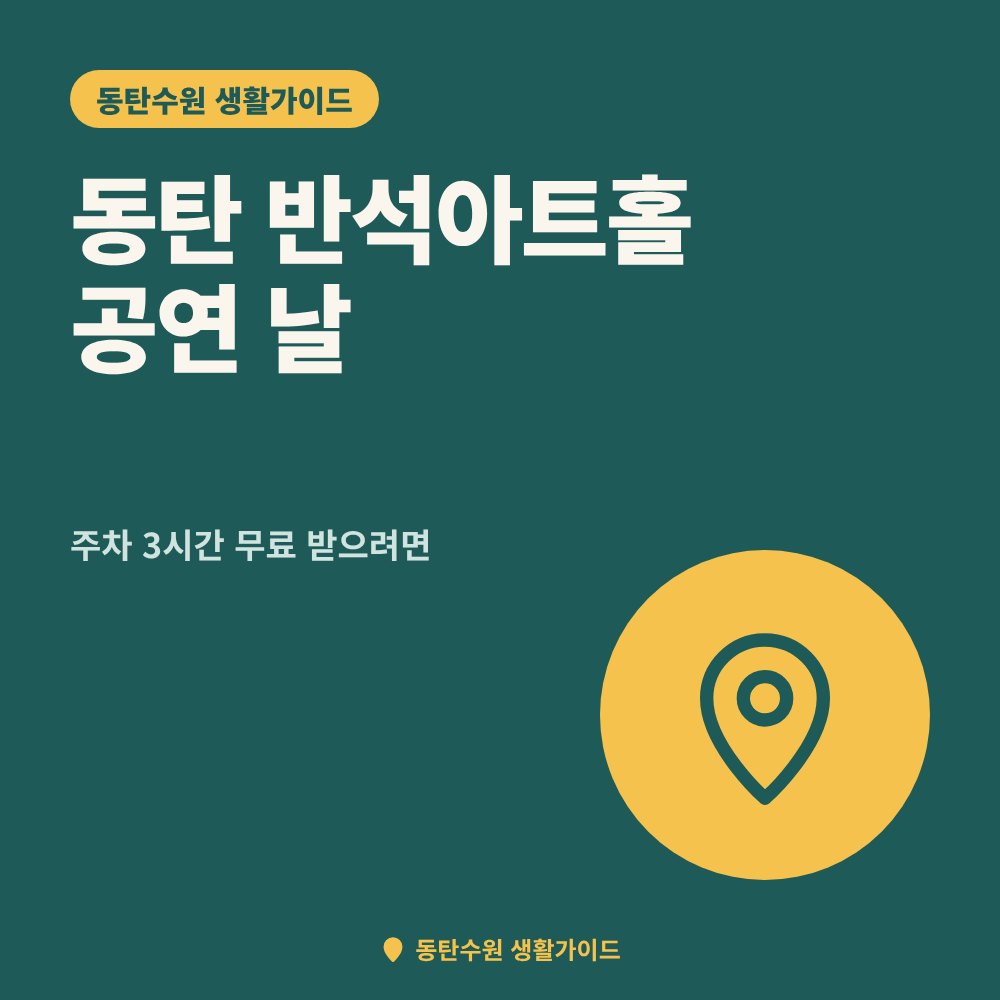 동탄수원 생활가이드
동탄 반석아트홀
공연 날
주차 3시간 무료 받으려면
동탄수원 생활가이드